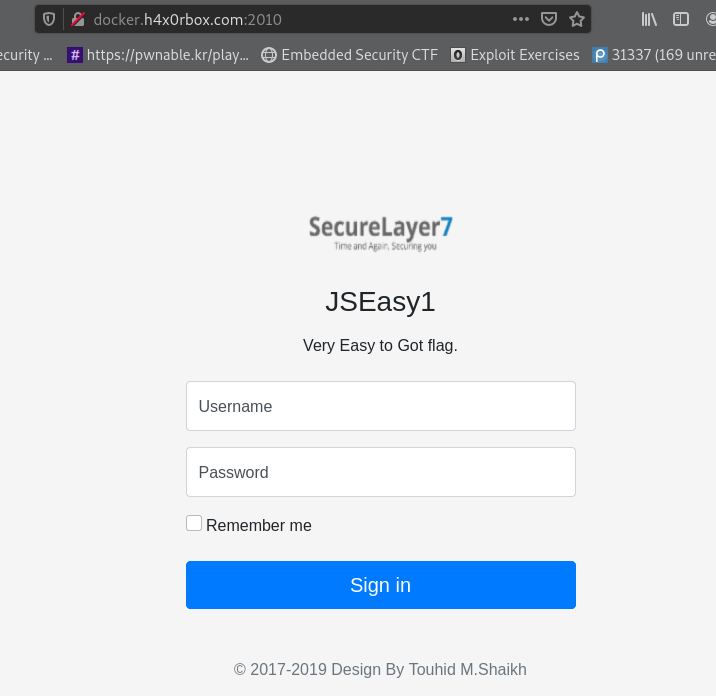 docker.h4x0rbox.com:2010
ecurity ... # https://pwnable.kr/play... Embedded Security CTF Exploit Exercises 31337 (169 unre
SecureLayer7
Time and Again, Securing you
JSEasy1
Very Easy to Got flag.
Username
Password
Remember me
Sign in
© 2017-2019 Design By Touhid M.Shaikh